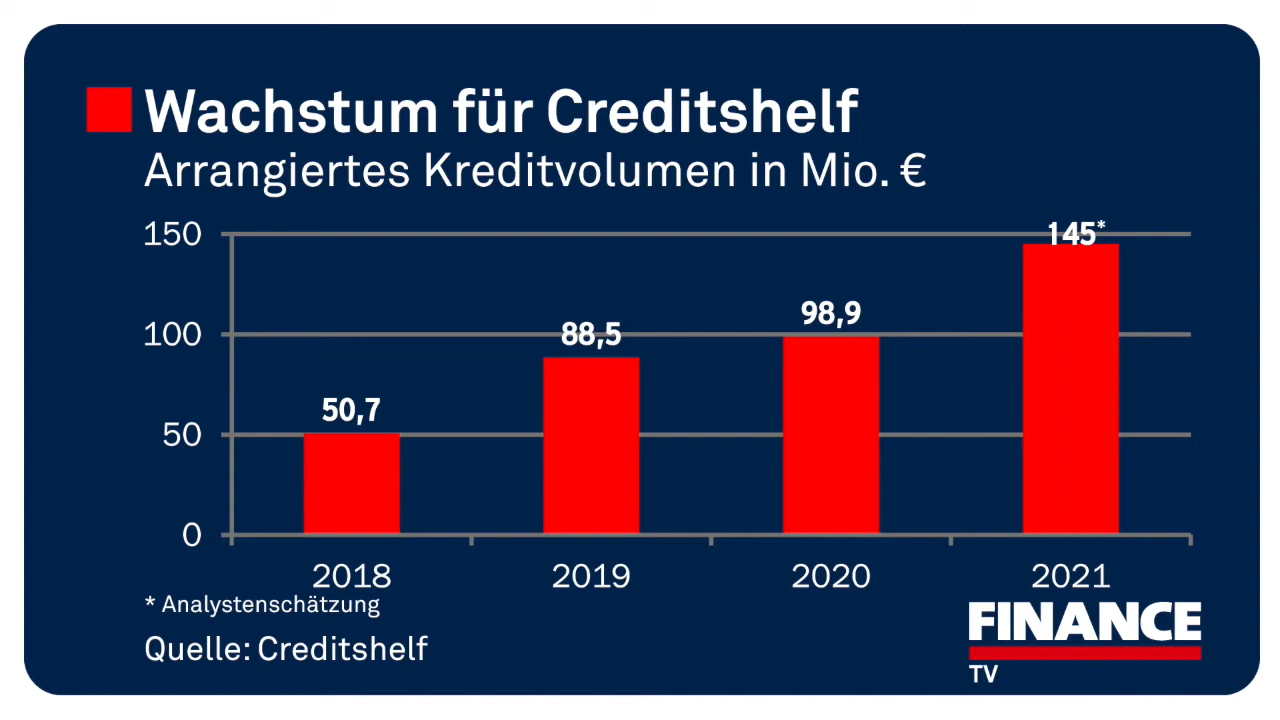 Wachstum für Creditshelf
Arrangiertes Kreditvolumen in Mio. €
150
100
50
0
50,7
88,5
98,9
145*
2018
2019
2020
2021
* Analystenschätzung
Quelle: Creditshelf
FINANCE
TV